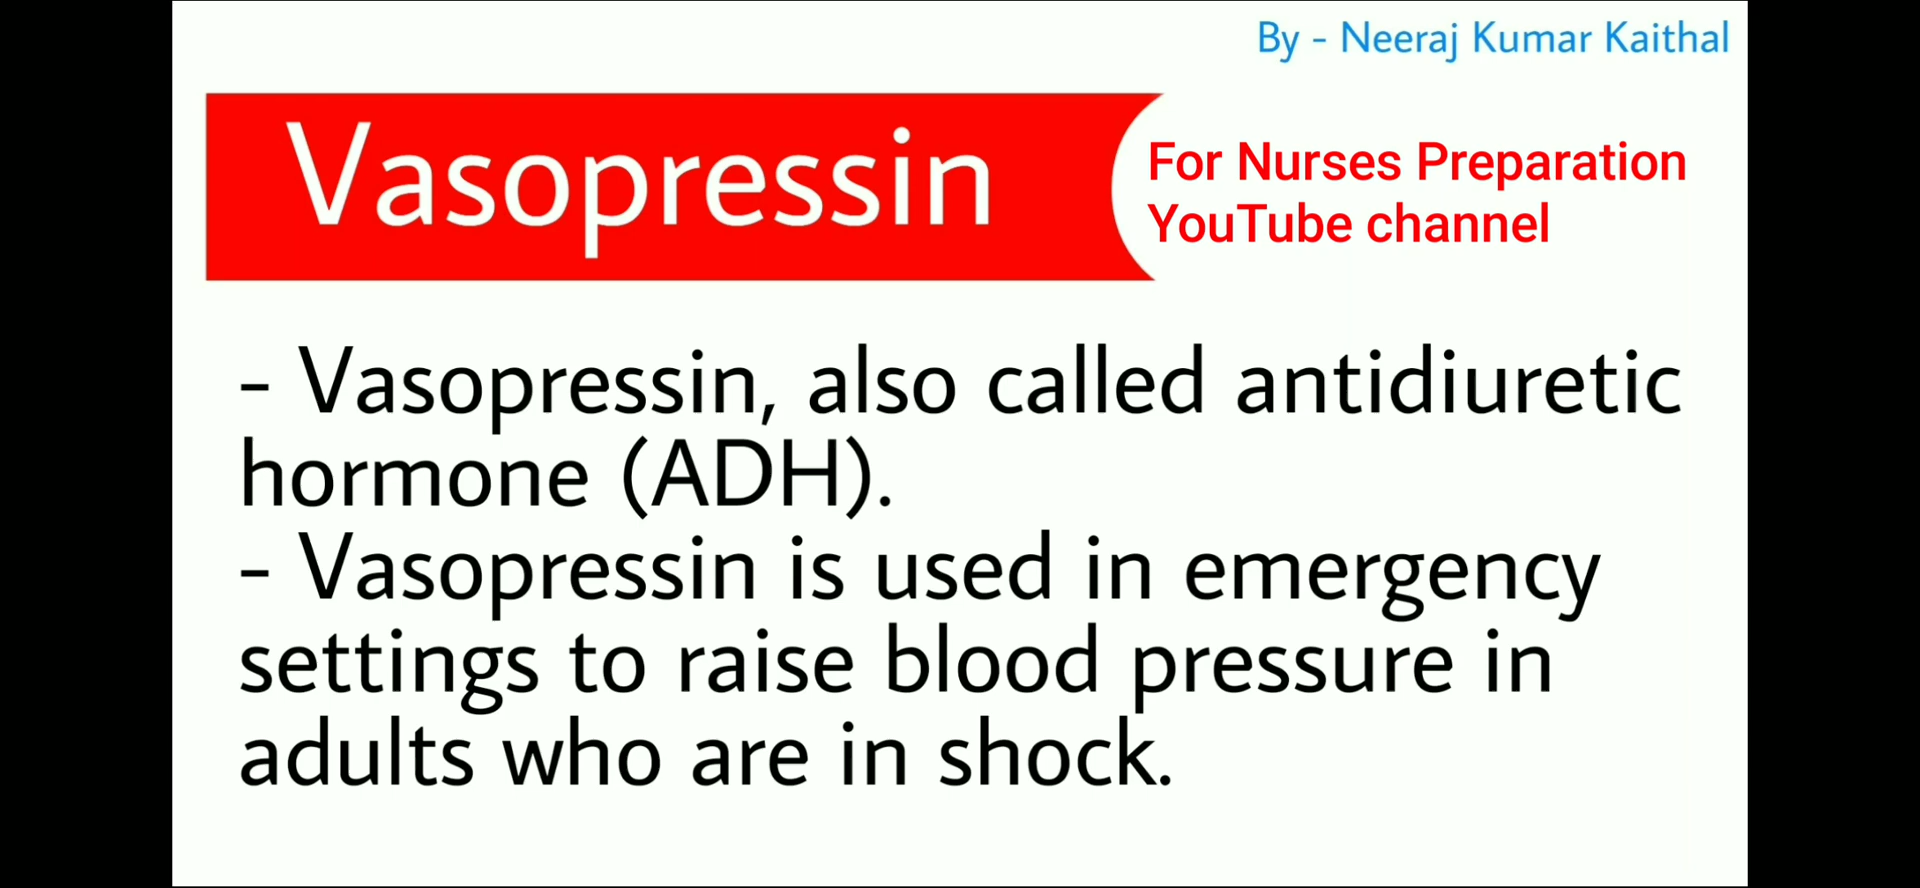 By - Neeraj Kumar Kaithal
Vasopressin
For Nurses Preparation
YouTube channel
- Vasopressin, also called antidiuretic
hormone (ADH).
- Vasopressin is used in emergency
settings to raise blood pressure in
adults who are in shock.